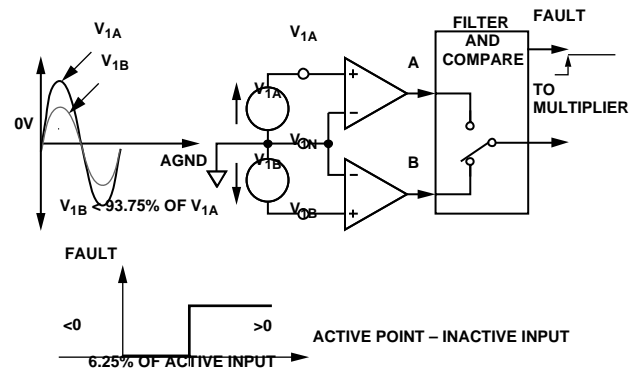 V1A
V1B
0V
V1B < 93.75% OF V1A
AGND
V1A
V1A
V1N
V1B
V1B
A
B
FILTER
AND
COMPARE
FAULT
TO
MULTIPLIER
FAULT
<0
>0
6.25% OF ACTIVE INPUT
ACTIVE POINT – INACTIVE INPUT